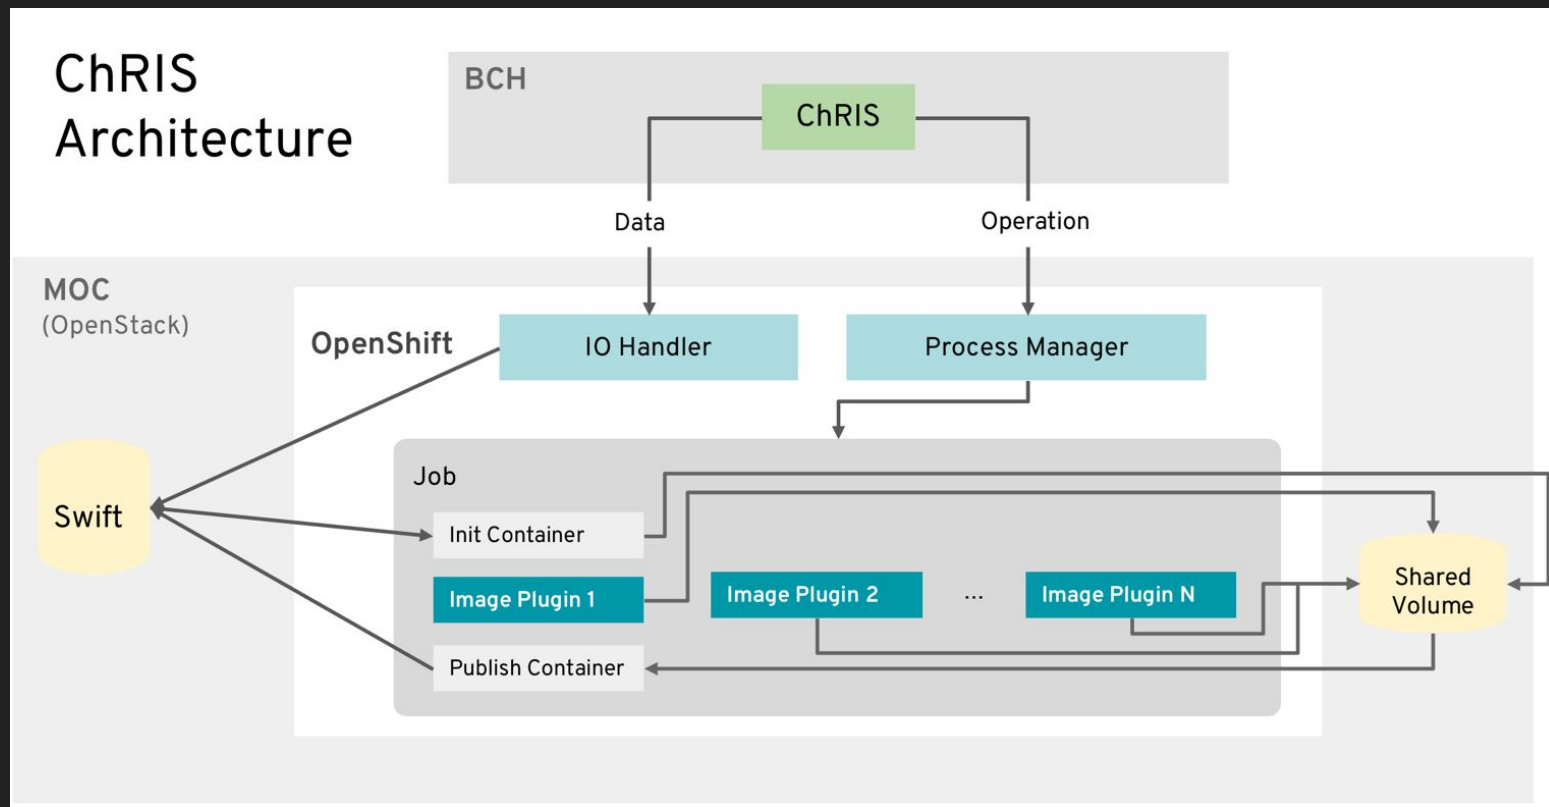 ChRIS
Architecture
BCH
ChRIS
Data
Operation
MOC
(OpenStack)
OpenShift
IO Handler
Process Manager
Job
Swift
Init Container
Image Plugin 1
Image Plugin 2
...
Image Plugin N
Shared
Volume
Publish Container